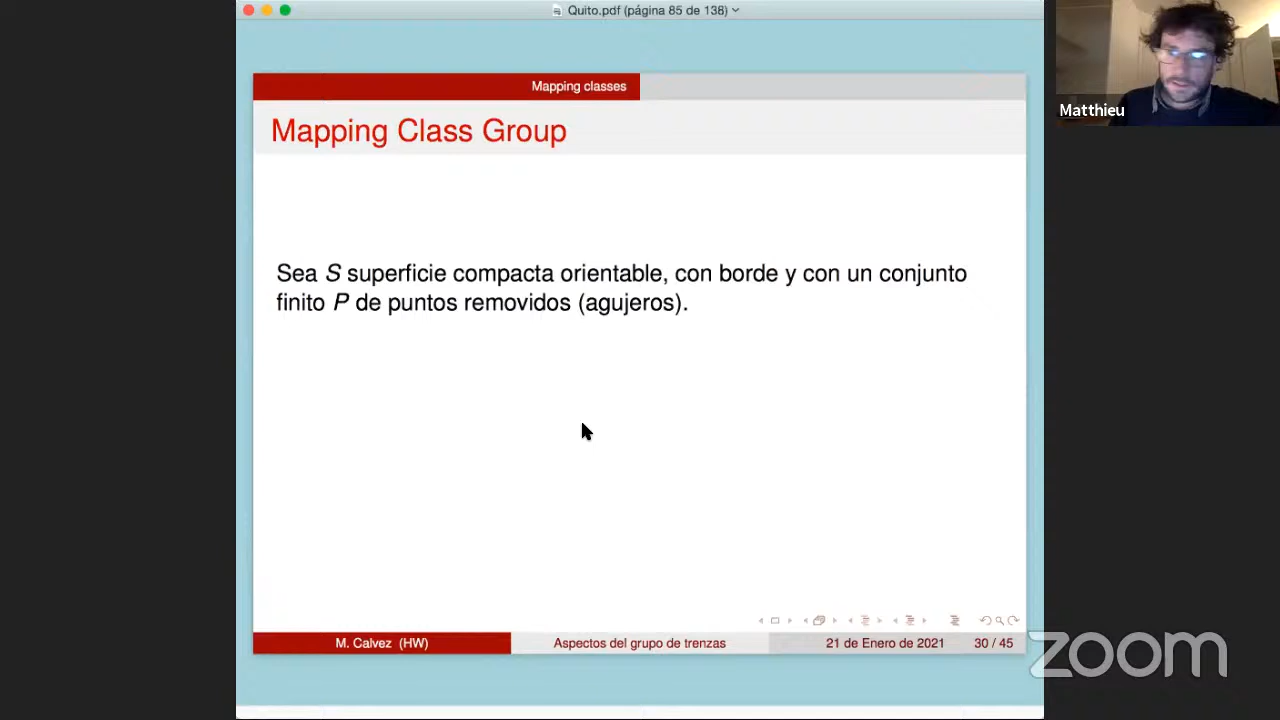 Quito.pdf (página 85 de 138)
Matthieu
Mapping classes
Mapping Class Group
Sea S superficie compacta orientable, con borde y con un conjunto
finito P de puntos removidos (agujeros).
M. Calvez (HW)
Aspectos del grupo de trenzas
21 de Enero de 2021
30 / 45
zoom